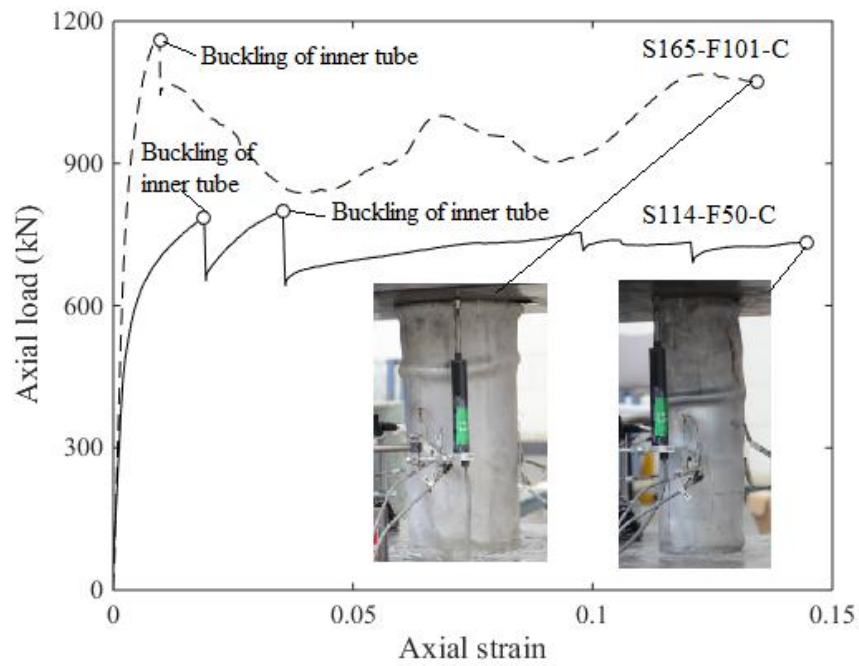 1200
Buckling of inner tube
S165-F101-C
900
Buckling of
inner tube
Buckling of inner tube
S114-F50-C
600
300
0
0
0.05
0.1
0.15
Axial load (kN)
Axial strain